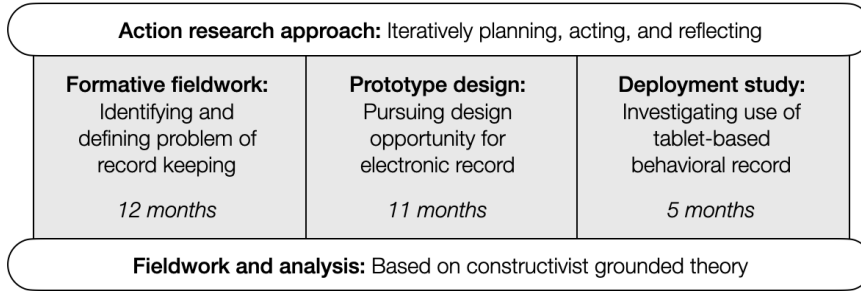 Action research approach: Iteratively planning, acting, and reflecting
Formative fieldwork:
Identifying and
defining problem of
record keeping
12 months
Prototype design:
Pursuing design
opportunity for
electronic record
11 months
Deployment study:
Investigating use of
tablet-based
behavioral record
5 months
Fieldwork and analysis: Based on constructivist grounded theory